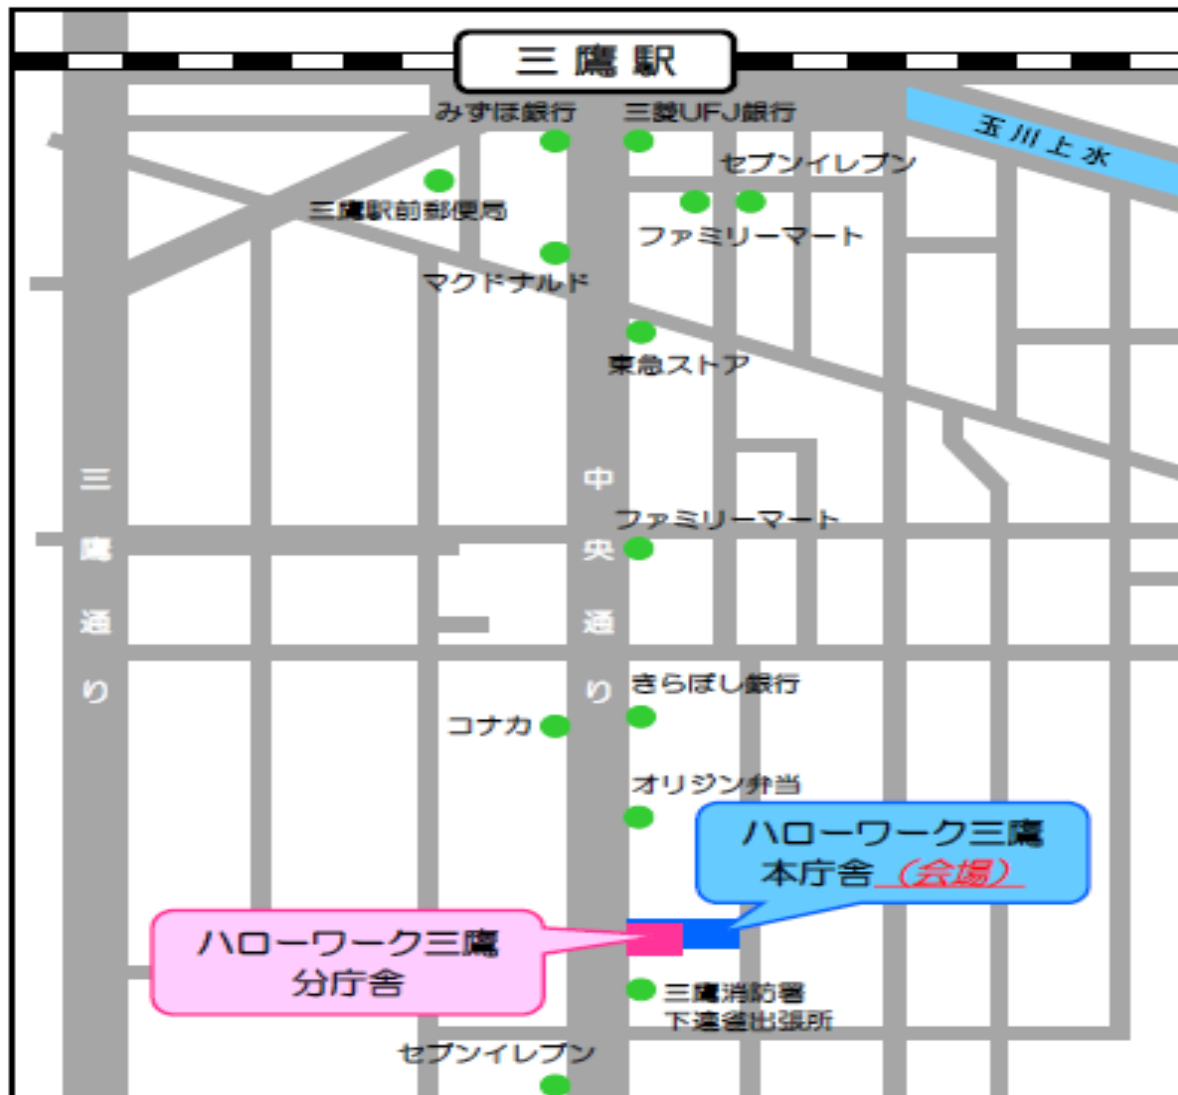 三鷹駅
みずほ銀行
三菱UFJ銀行
玉川上水
セブンイレブン
三鷹駅前郵便局
ファミリーマート
マクドナルド
東急ストア
三鷹通り
中央通り
ファミリーマート
きらぼし銀行
コナカ
オリジン弁当
ハローワーク三鷹
本庁舎（会場）
ハローワーク三鷹
分庁舎
三鷹消防署
下連雀出張所
セブンイレブン